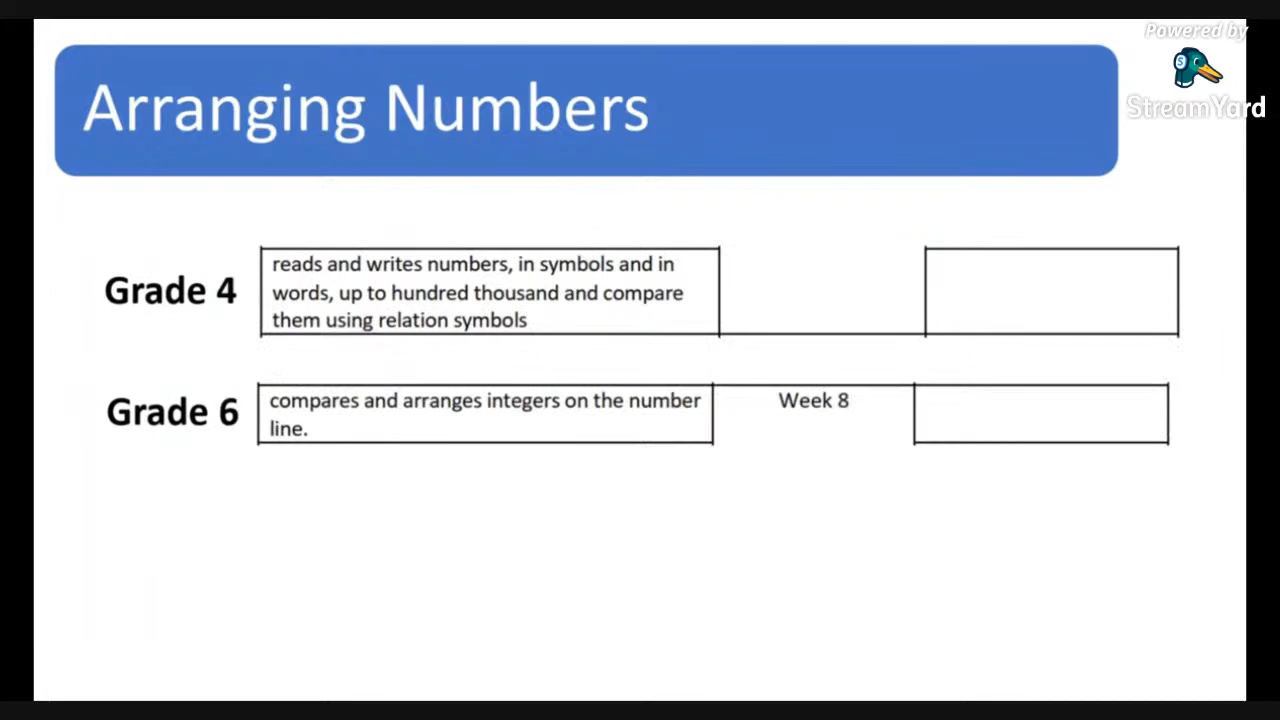 Powered by
StreamYard
Arranging Numbers
Grade 4
reads and writes numbers, in symbols and in
words, up to hundred thousand and compare
them using relation symbols
Grade 6
compares and arranges integers on the number
line.
Week 8